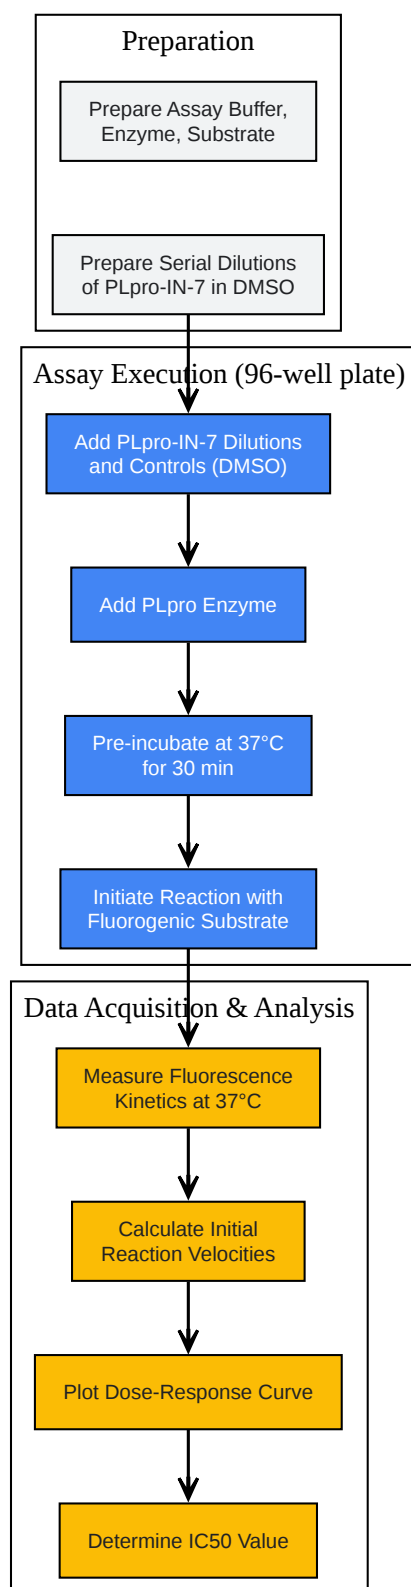 Preparation
Prepare Assay Buffer,
Enzyme, Substrate
Prepare Serial Dilutions
of PLpro-IN-7 in DMSO
Assay Execution (96-well plate)
Add PLpro-IN-7 Dilutions
and Controls (DMSO)
Add PLpro Enzyme
Pre-incubate at 37°C
for 30 min
Initiate Reaction with
Fluorogenic Substrate
Data Acquisition & Analysis
Measure Fluorescence
Kinetics at 37°C
Calculate Initial
Reaction Velocities
Plot Dose-Response Curve
Determine IC50 Value